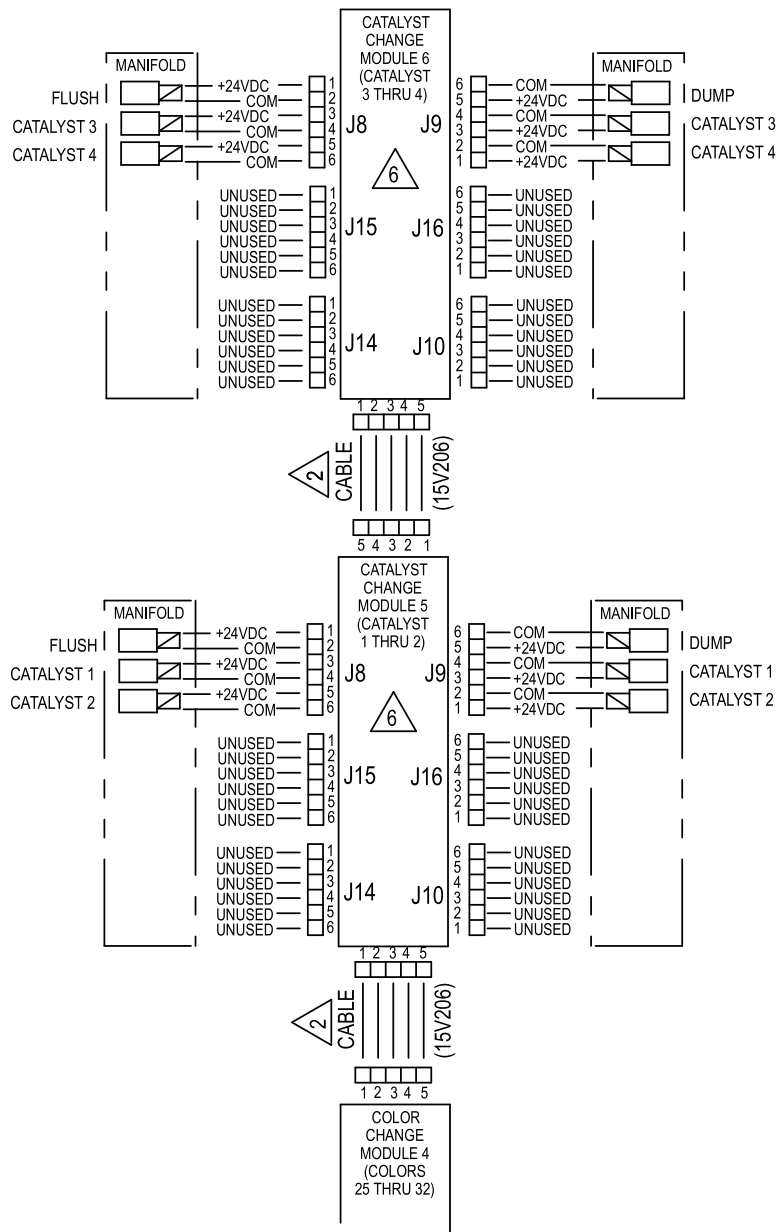 CATALYST
CHANGE
MODULE 6
(CATALYST
3 THRU 4)
MANIFOLD
FLUSH
CATALYST 3
CATALYST 4
+24VDC 1
COM 2
+24VDC 3
COM 4
+24VDC 5
COM 6
J8
J9
6 COM
5 +24VDC
4 COM
3 +24VDC
2 COM
1 +24VDC
MANIFOLD
DUMP
CATALYST 3
CATALYST 4
6
UNUSED 1
UNUSED 2
UNUSED 3
UNUSED 4
UNUSED 5
UNUSED 6
J15
J16
6 UNUSED
5 UNUSED
4 UNUSED
3 UNUSED
2 UNUSED
1 UNUSED
UNUSED 1
UNUSED 2
UNUSED 3
UNUSED 4
UNUSED 5
UNUSED 6
J14
J10
6 UNUSED
5 UNUSED
4 UNUSED
3 UNUSED
2 UNUSED
1 UNUSED
1 2 3 4 5
2
CABLE
(15V206)
5 4 3 2 1
CATALYST
CHANGE
MODULE 5
(CATALYST
1 THRU 2)
MANIFOLD
FLUSH
CATALYST 1
CATALYST 2
+24VDC 1
COM 2
+24VDC 3
COM 4
+24VDC 5
COM 6
J8
J9
6 COM
5 +24VDC
4 COM
3 +24VDC
2 COM
1 +24VDC
MANIFOLD
DUMP
CATALYST 1
CATALYST 2
6
UNUSED 1
UNUSED 2
UNUSED 3
UNUSED 4
UNUSED 5
UNUSED 6
J15
J16
6 UNUSED
5 UNUSED
4 UNUSED
3 UNUSED
2 UNUSED
1 UNUSED
UNUSED 1
UNUSED 2
UNUSED 3
UNUSED 4
UNUSED 5
UNUSED 6
J14
J10
6 UNUSED
5 UNUSED
4 UNUSED
3 UNUSED
2 UNUSED
1 UNUSED
1 2 3 4 5
2
CABLE
(15V206)
1 2 3 4 5
COLOR
CHANGE
MODULE 4
(COLORS
25 THRU 32)